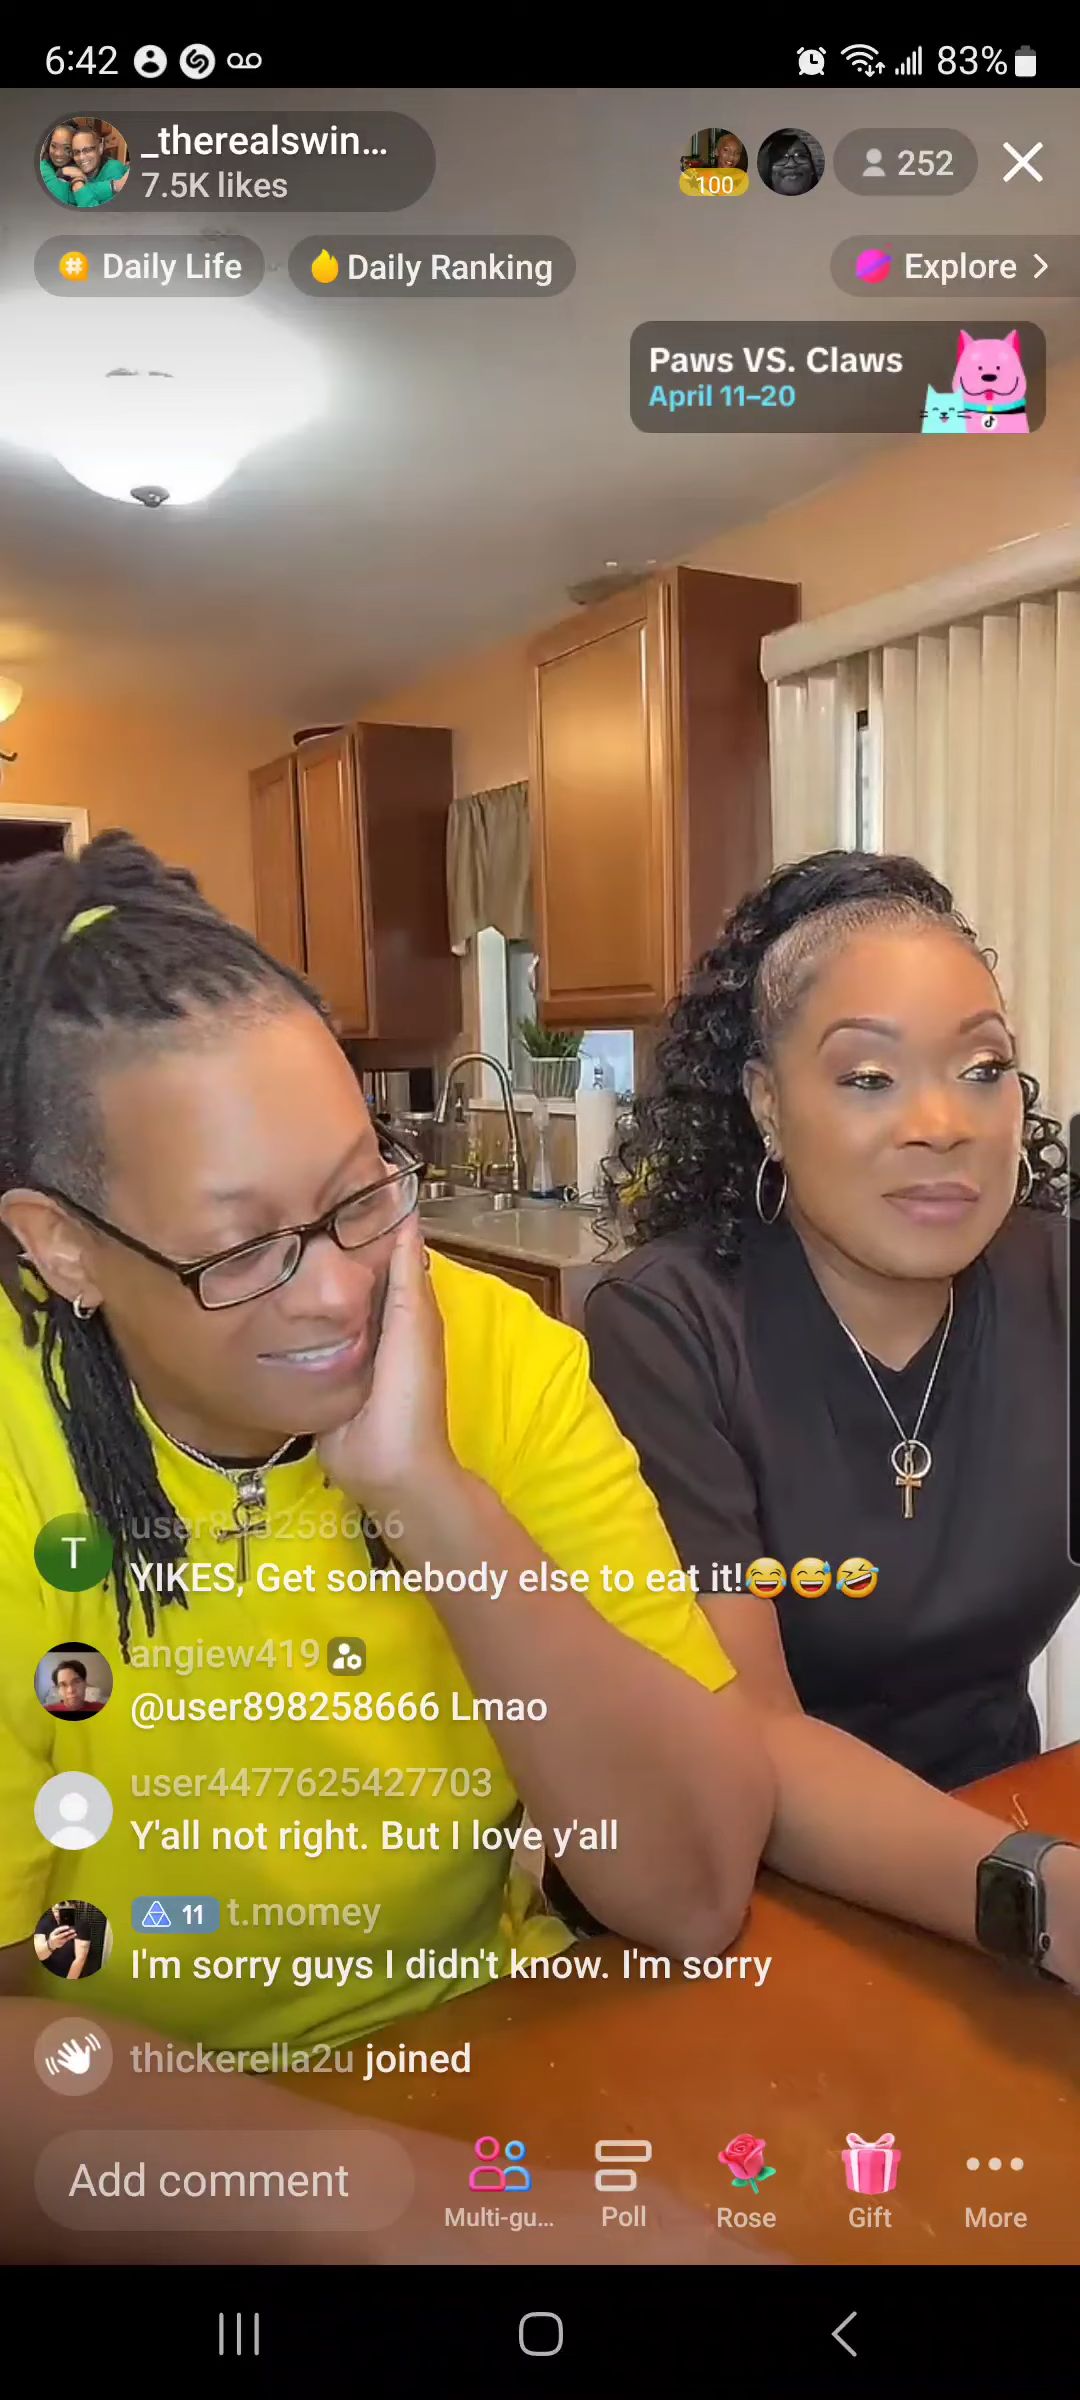 6:42
83%
_therealswin...
7.5K likes
100
252
Daily Life
Daily Ranking
Explore >
Paws VS. Claws
April 11–20
T
user898258666
YIKES, Get somebody else to eat it!😂😅🤣
angiew419
@user898258666 Lmao
user4477625427703
Y'all not right. But I love y'all
11 t.momey
I'm sorry guys I didn't know. I'm sorry
thickerella2u joined
Add comment
Multi-gu...
Poll
Rose
Gift
More